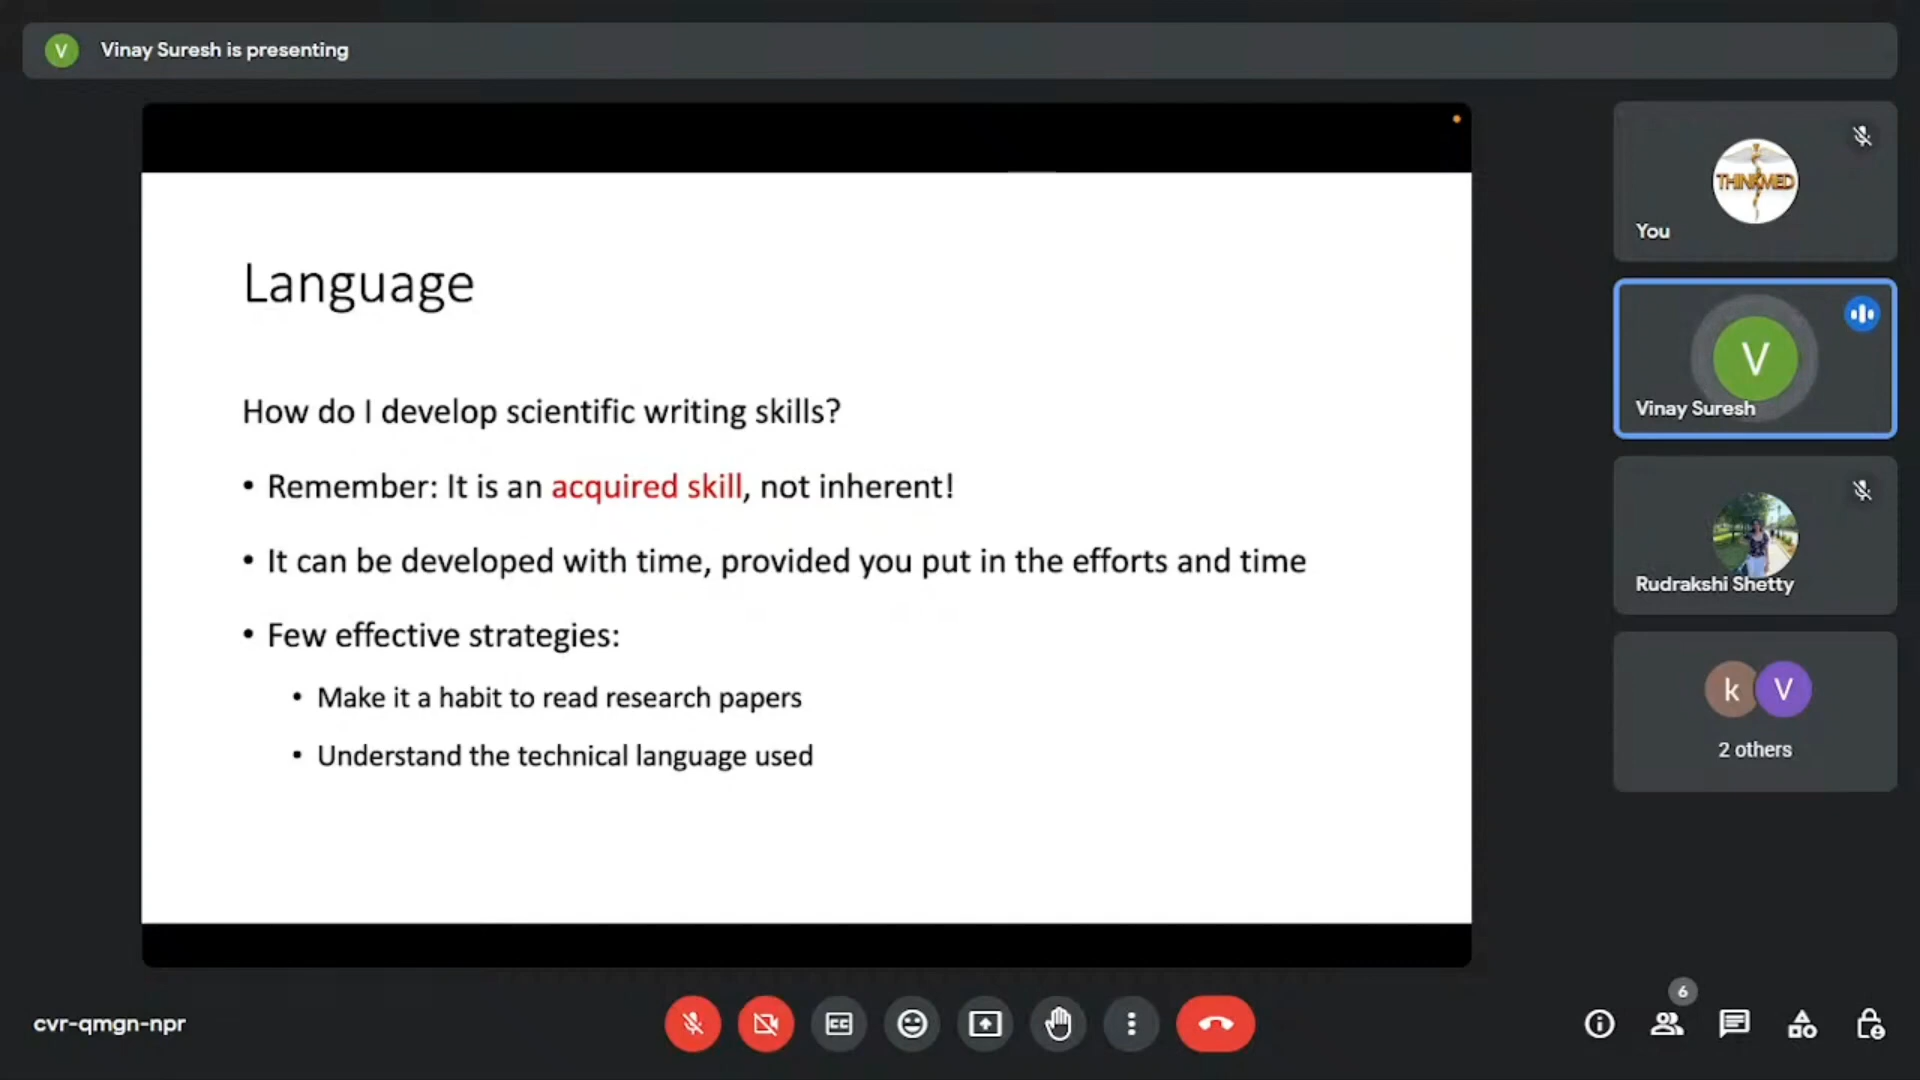 V Vinay Suresh is presenting
THINKMED
You
Language
How do I develop scientific writing skills?
• Remember: It is an acquired skill, not inherent!
• It can be developed with time, provided you put in the efforts and time
• Few effective strategies:
• Make it a habit to read research papers
• Understand the technical language used
V
Vinay Suresh
Rudrakshi Shetty
k V
2 others
cvr-qmgn-npr
CC
6